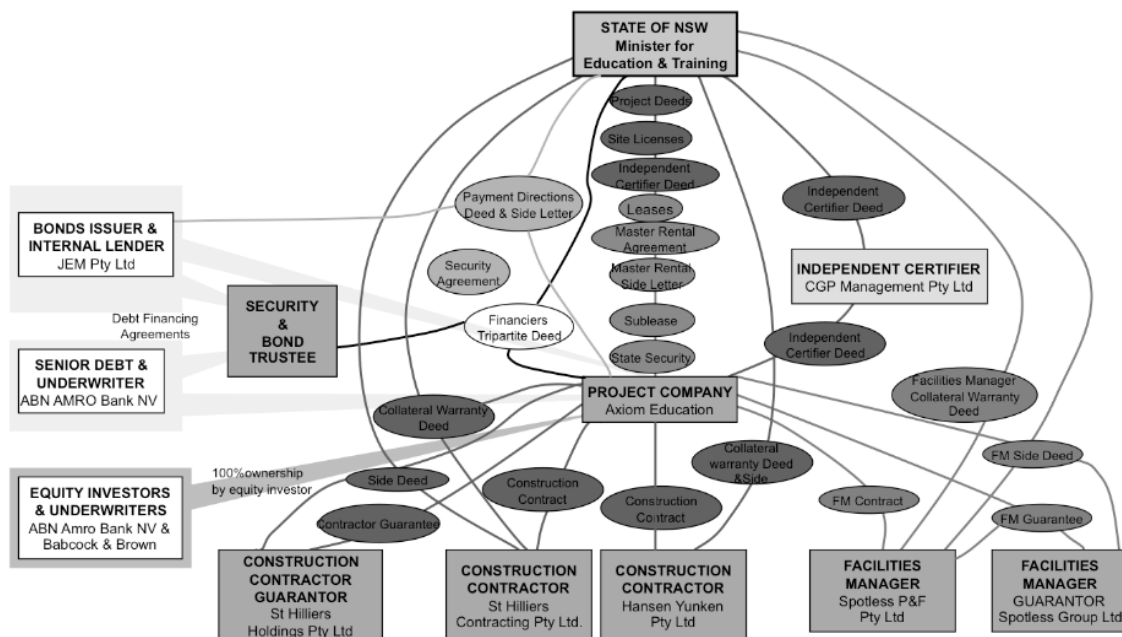 STATE OF NSW
Minister for
Education & Training
Project Deeds
Site Licenses
Independent
Certifier Deed
Leases
Master Rental
Agreement
Master Rental
Side Letter
Sublease
State Security
Payment Directions
Deed & Side Letter
Security
Agreement
Financiers
Tripartite Deed
Independent
Certifier Deed
INDEPENDENT CERTIFIER
CGP Management Pty Ltd
Independent
Certifier Deed
BONDS ISSUER &
INTERNAL LENDER
JEM Pty Ltd
Debt Financing
Agreements
SECURITY
&
BOND
TRUSTEE
SENIOR DEBT &
UNDERWRITER
ABN AMRO Bank NV
PROJECT COMPANY
Axiom Education
Facilities Manager
Collateral Warranty
Deed
Collateral Warranty
Deed
Collateral
warranty Deed
&Side
FM Side Deed
100%ownership
by equity investor
EQUITY INVESTORS
& UNDERWRITERS
ABN Amro Bank NV &
Babcock & Brown
Side Deed
Construction
Contract
Construction
Contract
FM Contract
Contractor Guarantee
FM Guarantee
CONSTRUCTION
CONTRACTOR
GUARANTOR
St Hilliers
Holdings Pty Ltd
CONSTRUCTION
CONTRACTOR
St Hilliers
Contracting Pty Ltd.
CONSTRUCTION
CONTRACTOR
Hansen Yunken
Pty Ltd
FACILITIES
MANAGER
Spotless P&F
Pty Ltd
FACILITIES
MANAGER
GUARANTOR
Spotless Group Ltd